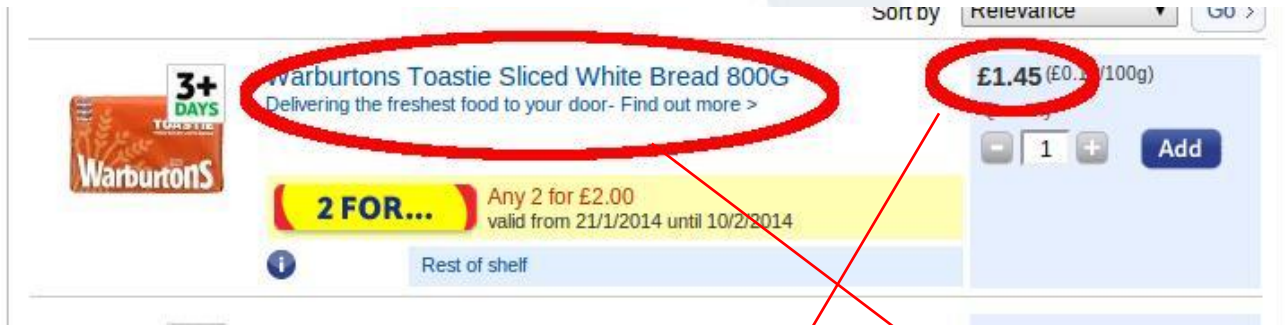 Sort by Relevance Go >
3+
DAYS
TOASTIE
Warburtons
Warburtons Toastie Sliced White Bread 800G
Delivering the freshest food to your door- Find out more >
£1.45 /100g)
1 Add
2 FOR... Any 2 for £2.00
valid from 21/1/2014 until 10/2/2014
Rest of shelf